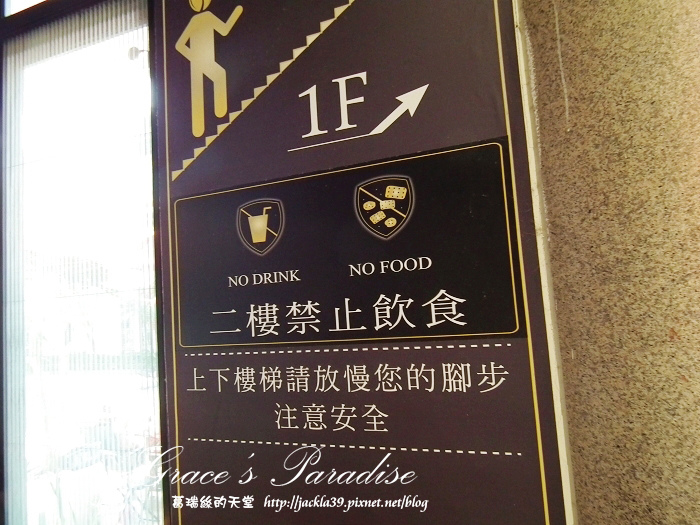 1F
NO DRINK
NO FOOD
二樓禁止飲食
上下樓梯請放慢您的腳步
注意安全
Grace's Paradise
葛瑞絲的天堂 http://jackla39.pixnet.net/blog